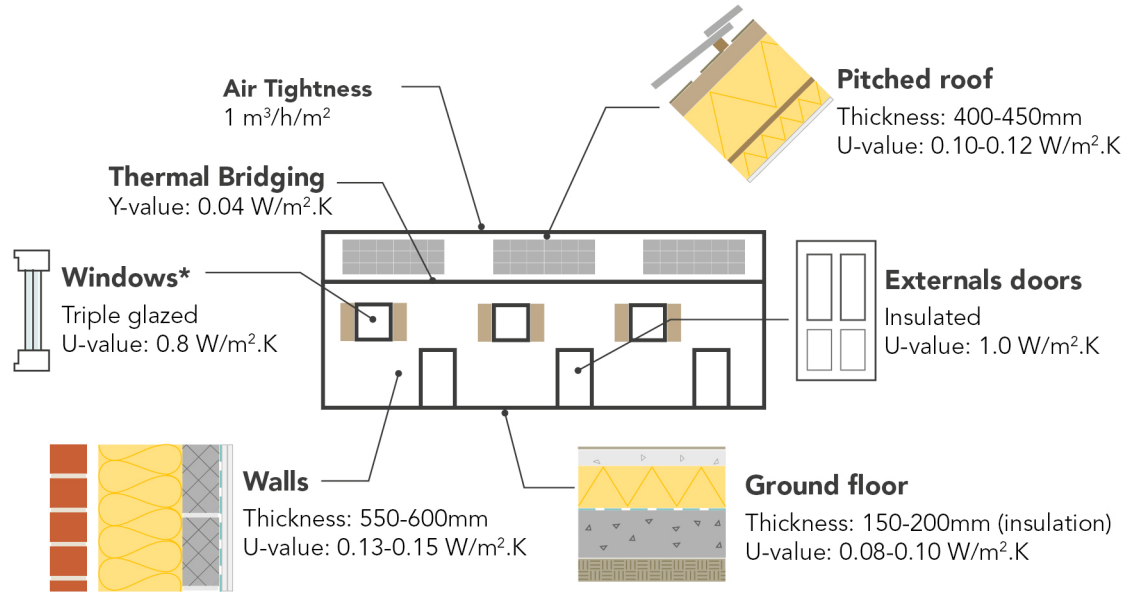 Air Tightness
1 m³/h/m²
Pitched roof
Thickness: 400-450mm
U-value: 0.10-0.12 W/m².K
Thermal Bridging
Y-value: 0.04 W/m².K
Windows*
Triple glazed
U-value: 0.8 W/m².K
Externals doors
Insulated
U-value: 1.0 W/m².K
Walls
Thickness: 550-600mm
U-value: 0.13-0.15 W/m².K
Ground floor
Thickness: 150-200mm (insulation)
U-value: 0.08-0.10 W/m².K